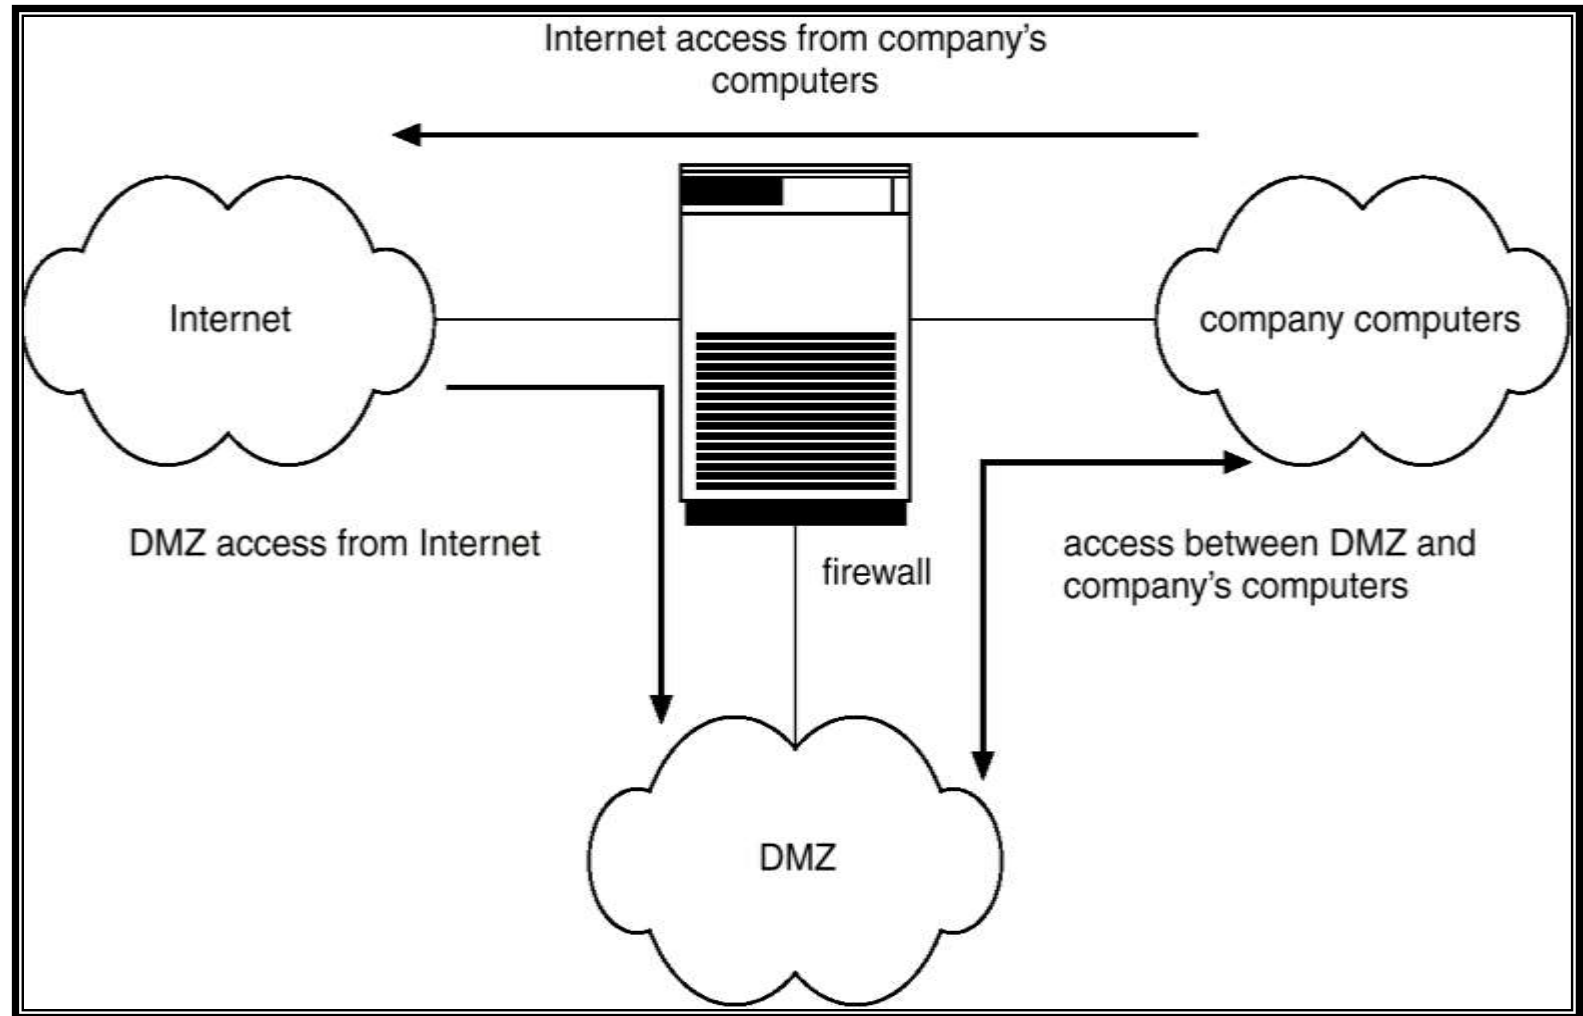 Internet access from company's
computers
Internet
company computers
DMZ access from Internet
firewall
access between DMZ and
company's computers
DMZ